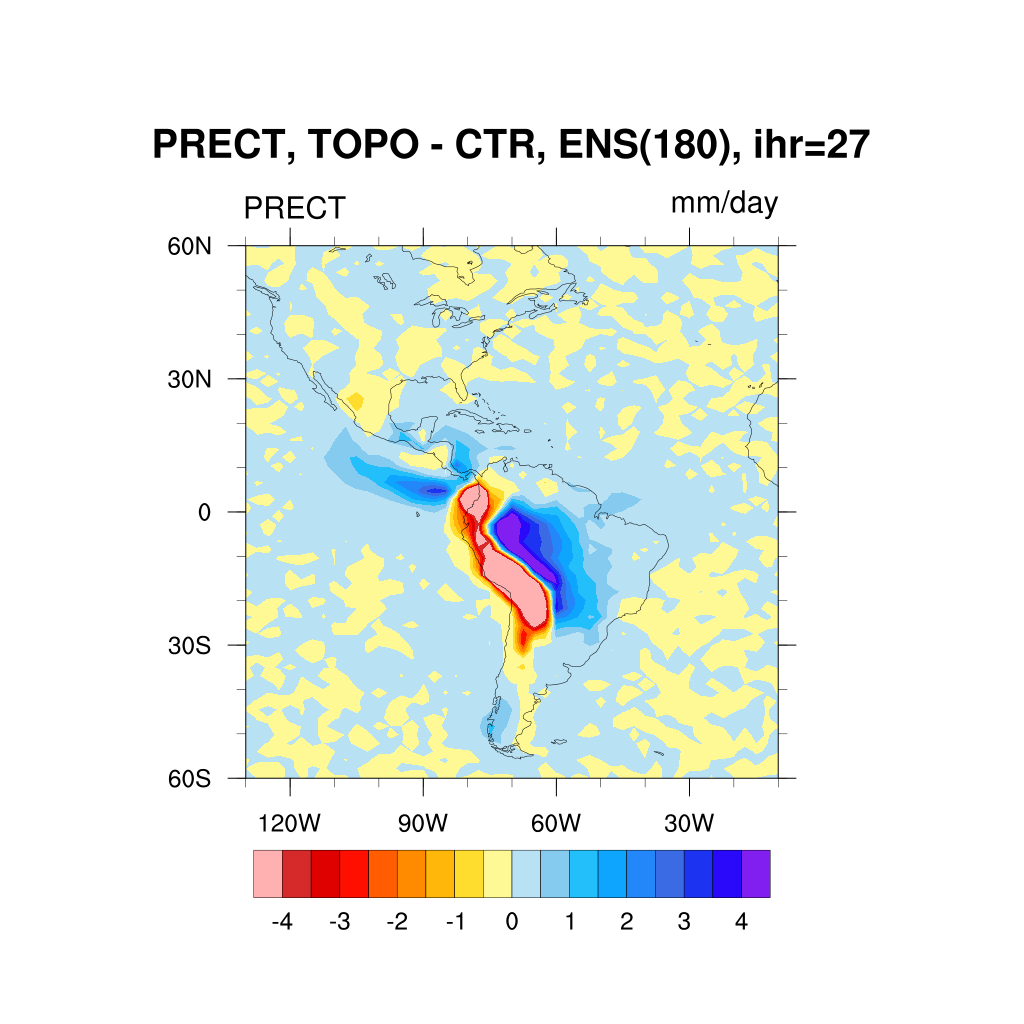 PRECT, TOPO - CTR, ENS(180), ihr=27
PRECT mm/day
60N
30N
0
30S
60S
120W 90W 60W 30W
-4 -3 -2 -1 0 1 2 3 4